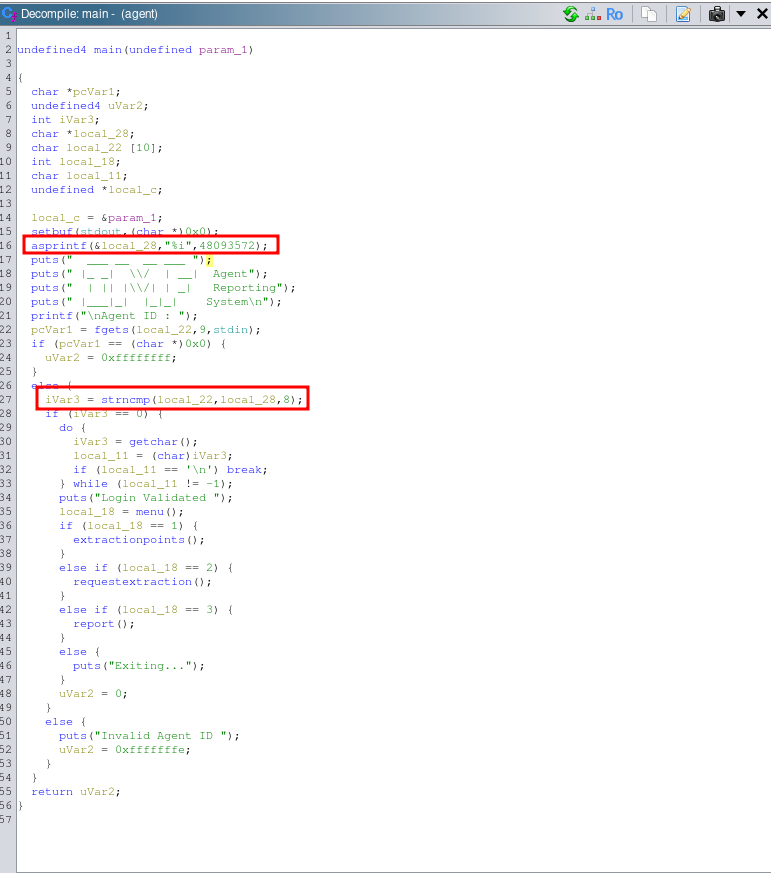 Decompile: main - (agent)
Ro
1
2 undefined4 main(undefined param_1)
3
4 {
5 char *pcVar1;
6 undefined4 uVar2;
7 int iVar3;
8 char *local_28;
9 char local_22 [10];
10 int local_18;
11 char local_11;
12 undefined *local_c;
13
14 local_c = &param_1;
15 setbuf(stdout,(char *)0x0);
16 asprintf(&local_28,"%i",48093572);
17 puts("  ___ __  __ ___ ");
18 puts(" |_ _|  \\/  | __|  Agent");
19 puts("  | || |\\/| | _|   Reporting");
20 puts(" |___|_|  |_|_|    System\n");
21 printf("\nAgent ID : ");
22 pcVar1 = fgets(local_22,9,stdin);
23 if (pcVar1 == (char *)0x0) {
24 uVar2 = 0xffffffff;
25 }
26 else {
27 iVar3 = strncmp(local_22,local_28,8);
28 if (iVar3 == 0) {
29 do {
30 iVar3 = getchar();
31 local_11 = (char)iVar3;
32 if (local_11 == '\n') break;
33 } while (local_11 != -1);
34 puts("Login Validated ");
35 local_18 = menu();
36 if (local_18 == 1) {
37 extractionpoints();
38 }
39 else if (local_18 == 2) {
40 requestextraction();
41 }
42 else if (local_18 == 3) {
43 report();
44 }
45 else {
46 puts("Exiting...");
47 }
48 uVar2 = 0;
49 }
50 else {
51 puts("Invalid Agent ID ");
52 uVar2 = 0xfffffffe;
53 }
54 }
55 return uVar2;
56 }
57